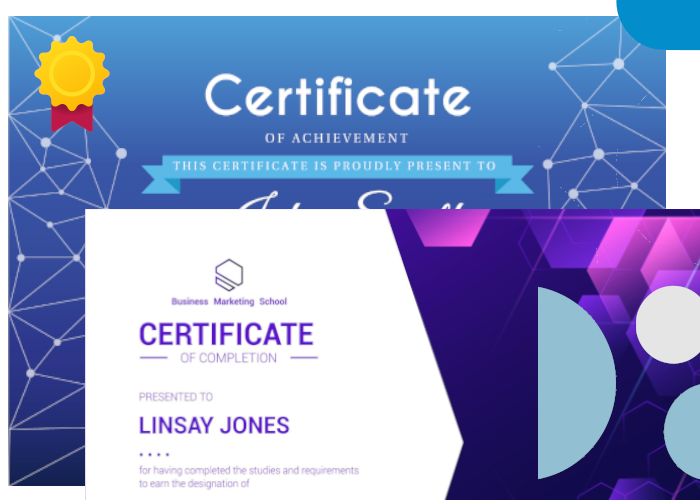 Certificate
OF ACHIEVEMENT
THIS CERTIFICATE IS PROUDLY PRESENT TO
Business Marketing School
CERTIFICATE
OF COMPLETION
PRESENTED TO
LINSAY JONES
for having completed the studies and requirements
to earn the designation of